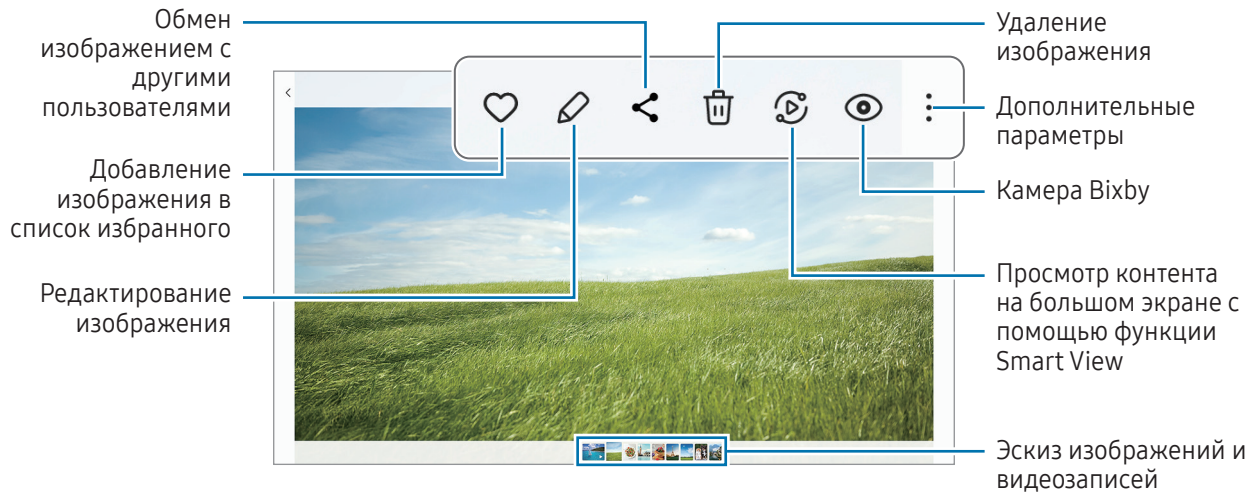 Обмен
изображением с
другими
пользователями
Добавление
изображения в
список избранного
Редактирование
изображения
Удаление
изображения
Дополнительные
параметры
Камера Bixby
Просмотр контента
на большом экране с
помощью функции
Smart View
Эскиз изображений и
видеозаписей